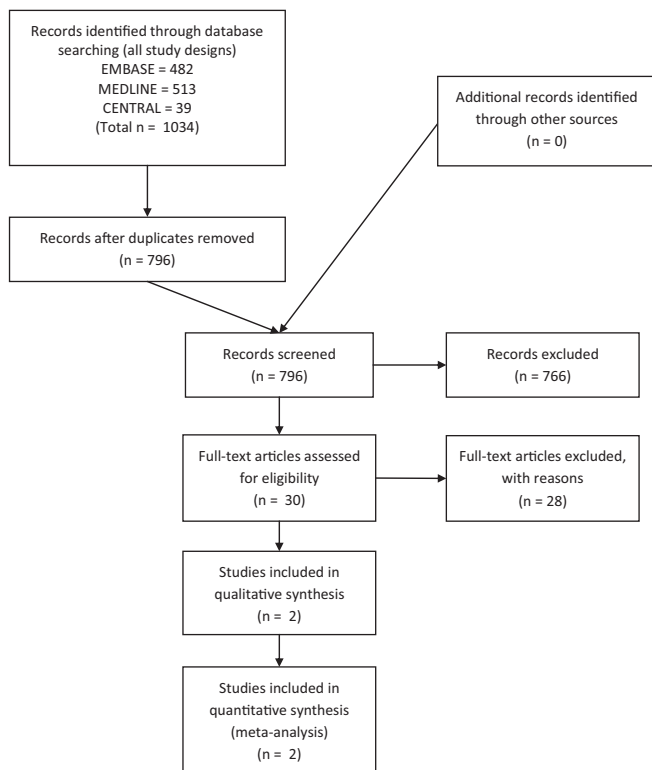 Records identified through database
searching (all study designs)
EMBASE = 482
MEDLINE = 513
CENTRAL = 39
(Total n = 1034)
Additional records identified
through other sources
(n = 0)
Records after duplicates removed
(n = 796)
Records screened
(n = 796)
Records excluded
(n = 766)
Full-text articles assessed
for eligibility
(n = 30)
Full-text articles excluded,
with reasons
(n = 28)
Studies included in
qualitative synthesis
(n = 2)
Studies included in
quantitative synthesis
(meta-analysis)
(n = 2)